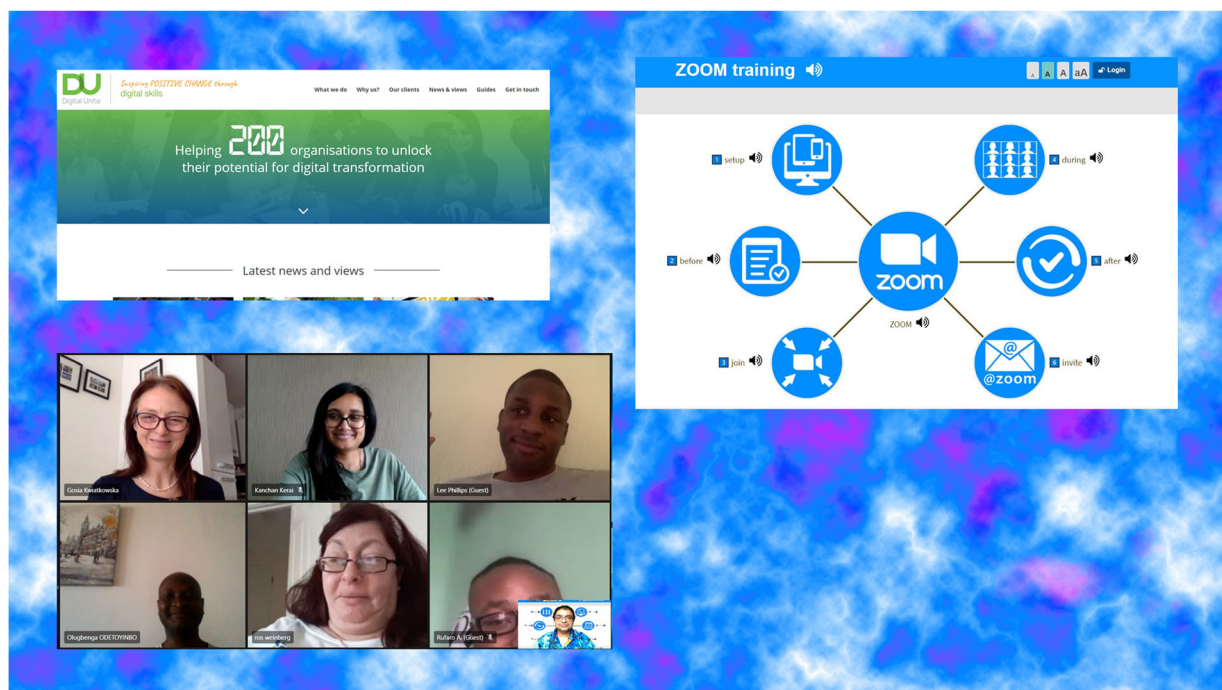 DU
Digital Unite
Inspiring POSITIVE CHANGE through
digital skills
What we do Why us? Our clients News & views Guides Get in touch
Helping 200 organisations to unlock
their potential for digital transformation
Latest news and views
ZOOM training
A A A aA Login
1 setup
4 during
2 before
zoom
5 after
ZOOM
3 join
@
@zoom
6 invite
Gosia Kwiatkowska
Kanchan Kerai
Lee Phillips (Guest)
Olugbenga ODETOYINBO
ros weinberg
Rufaro A. (Guest)